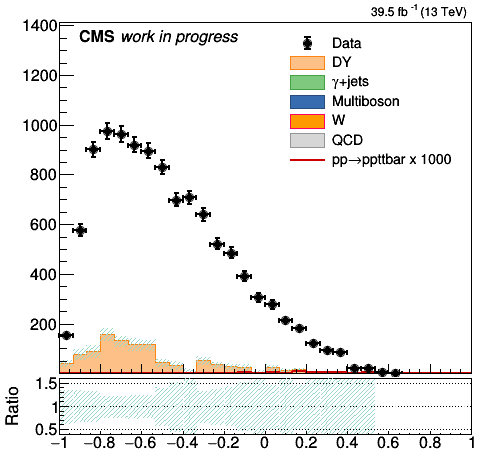 39.5 fb⁻¹ (13 TeV)
CMS work in progress
Data
DY
γ+jets
Multiboson
W
QCD
pp→ppttbar x 1000
1400
1200
1000
800
600
400
200
Ratio
1.5
1
0.5
−1 −0.8 −0.6 −0.4 −0.2 0 0.2 0.4 0.6 0.8 1